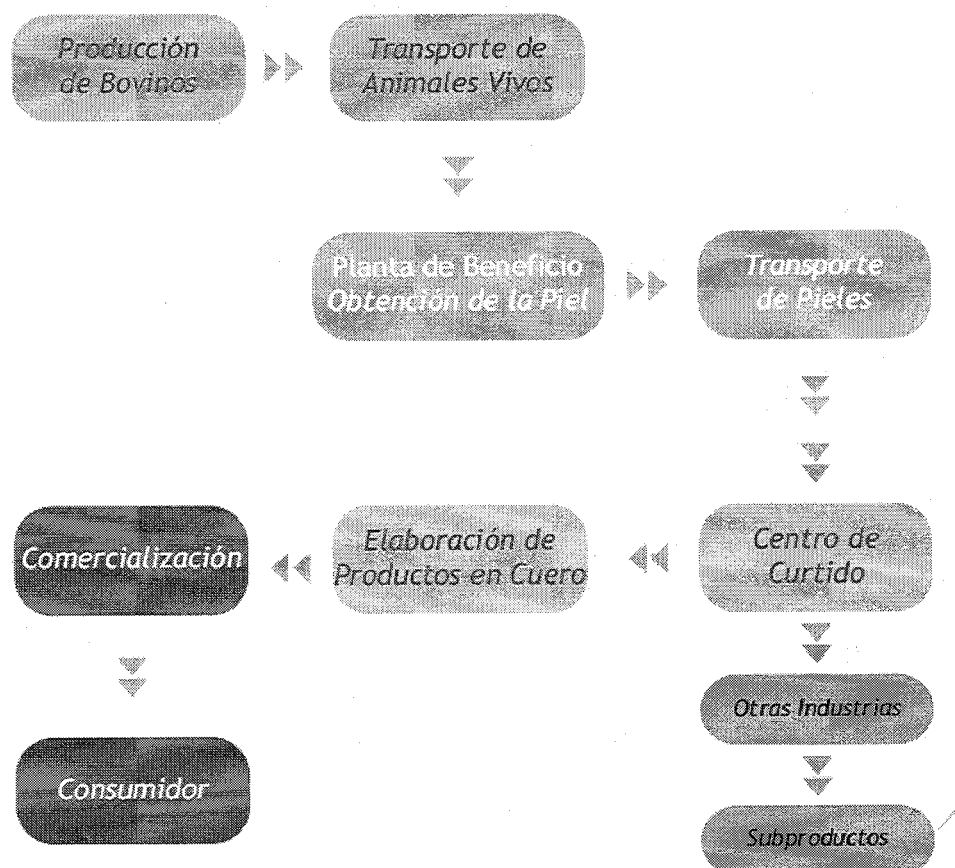 Producción
de Bovinos
Transporte de
Animales Vivos
Planta de Beneficio
Obtención de la Piel
Transporte
de Pieles
Comercialización
Elaboración de
Productos en Cuero
Centro de
Curtido
Otras Industrias
Consumidor
Subproductos